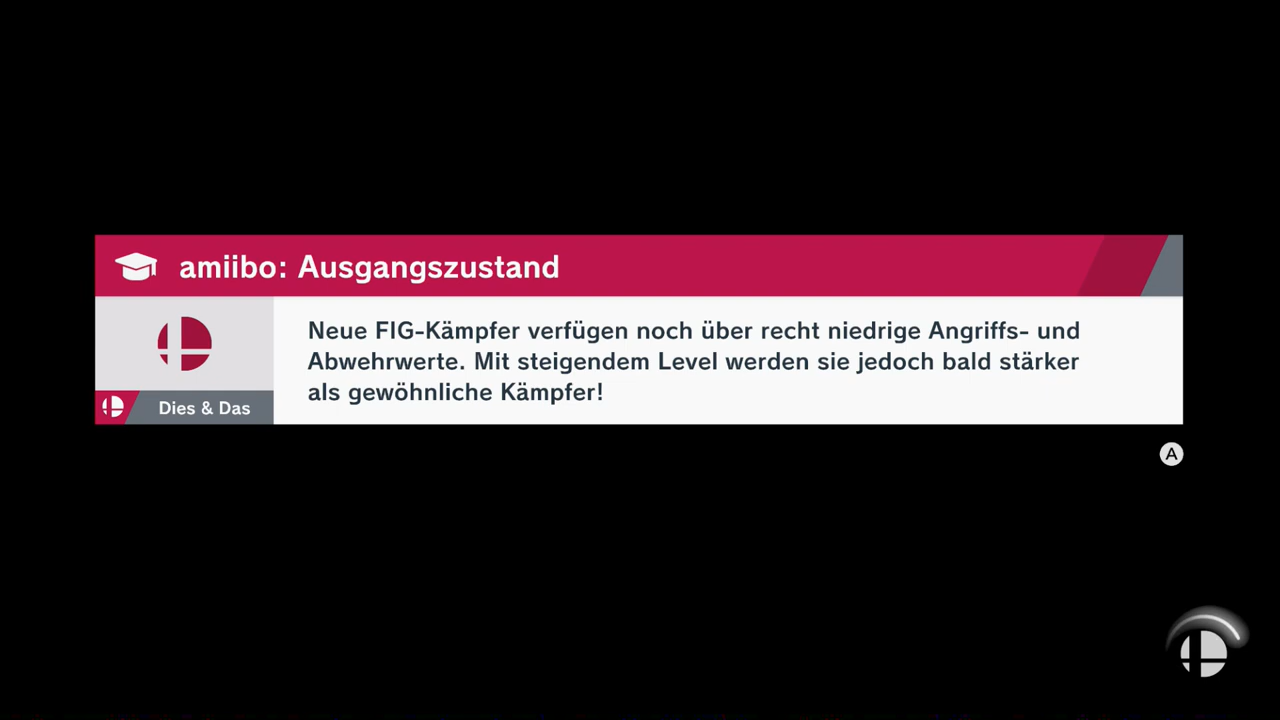 amiibo: Ausgangszustand
Neue FIG-Kämpfer verfügen noch über recht niedrige Angriffs- und
Abwehrwerte. Mit steigendem Level werden sie jedoch bald stärker
als gewöhnliche Kämpfer!
Dies & Das
A